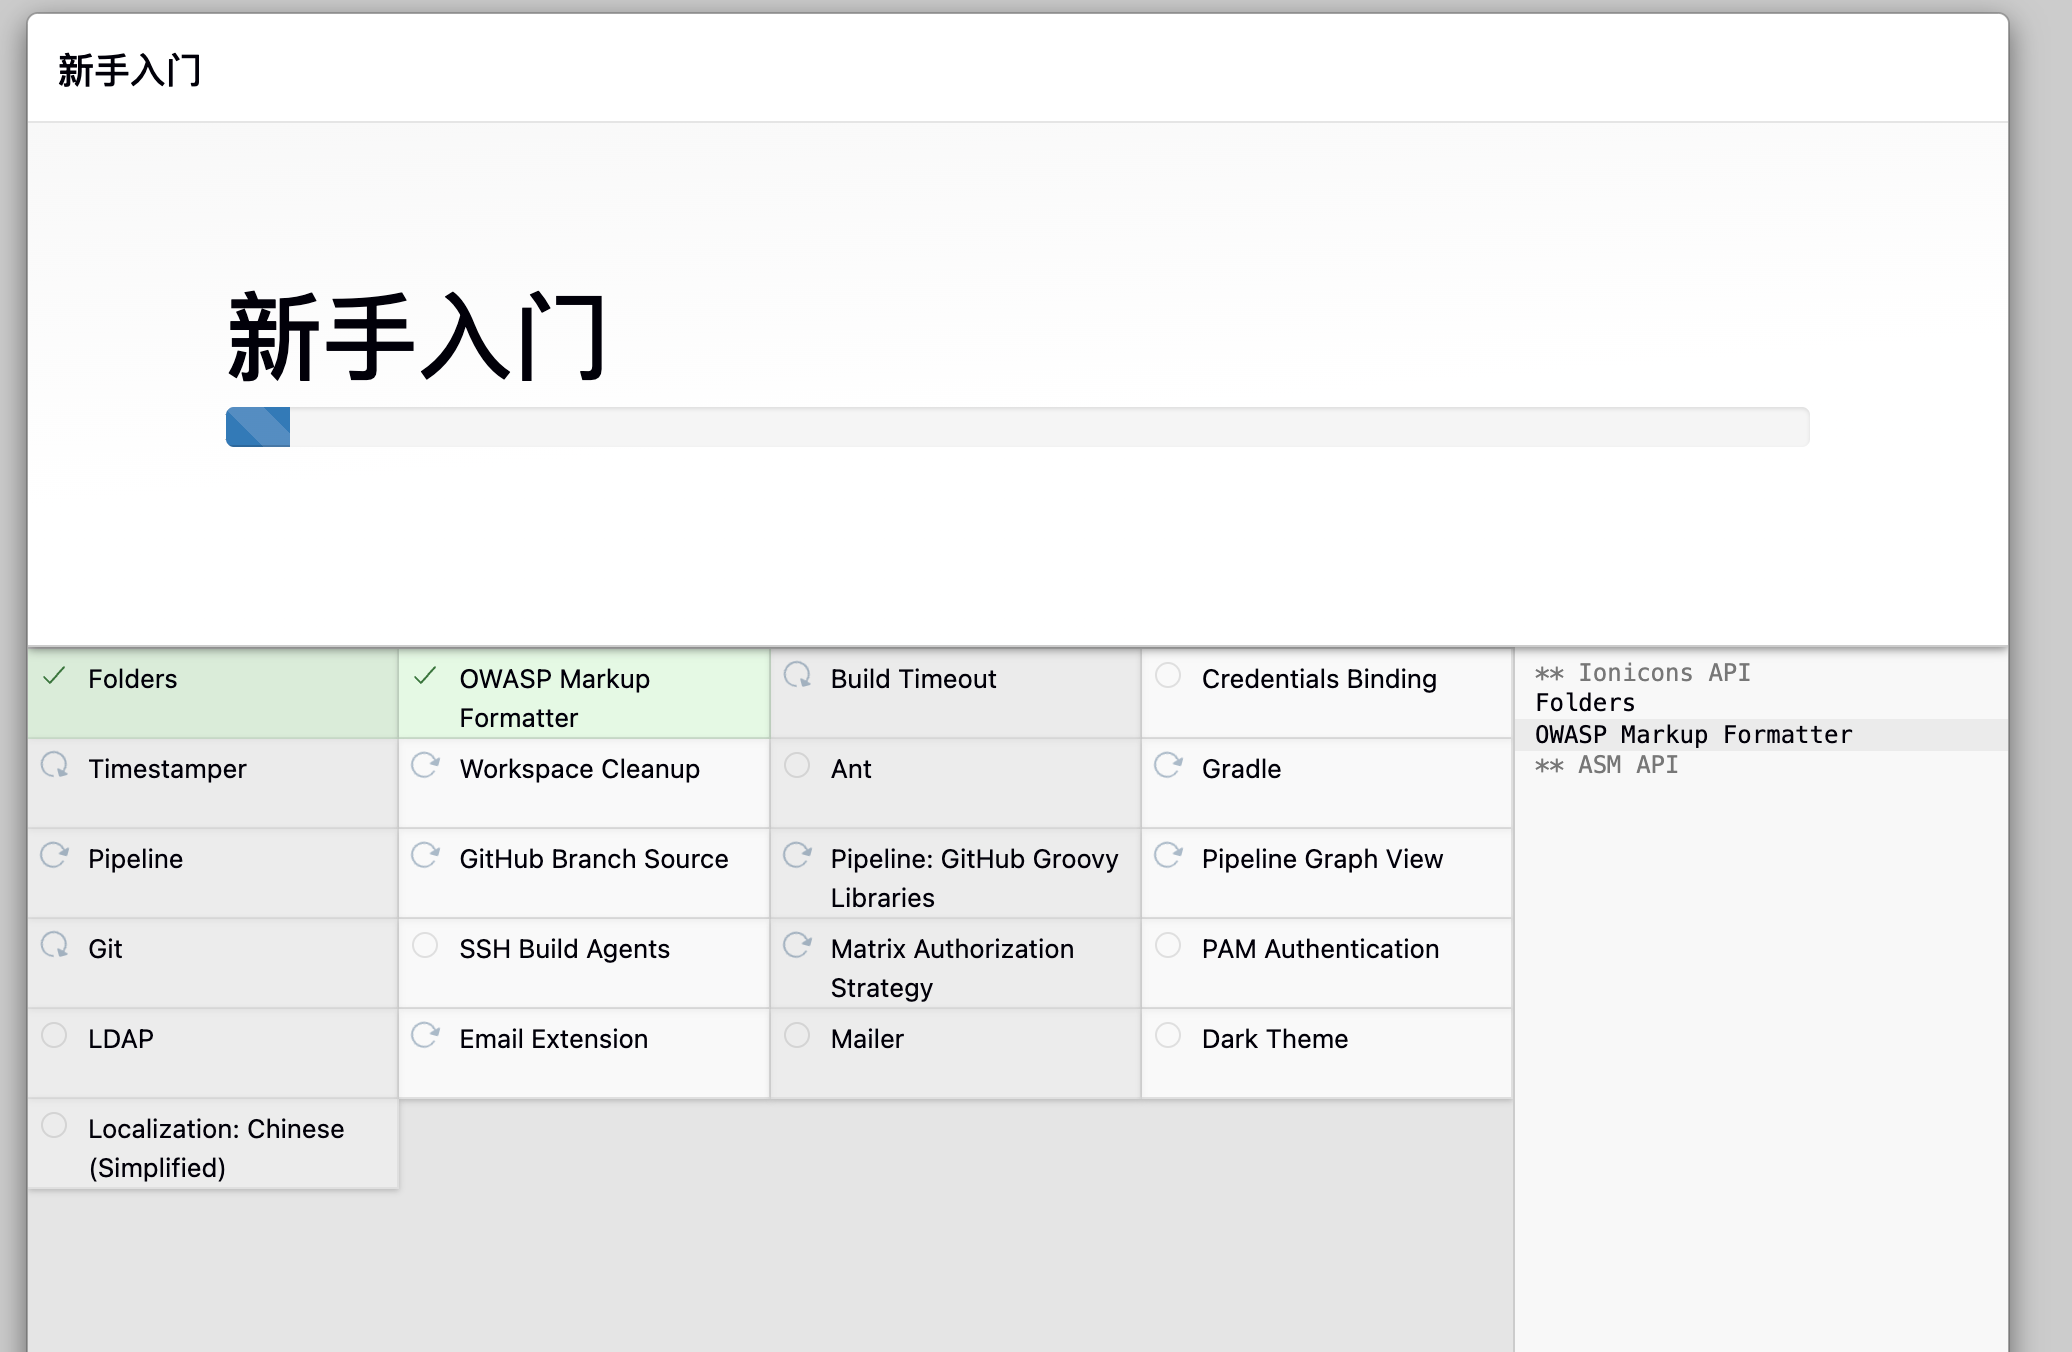 新手入门
新手入门
Folders
OWASP Markup
Formatter
Build Timeout
Credentials Binding
Timestamper
Workspace Cleanup
Ant
Gradle
Pipeline
GitHub Branch Source
Pipeline: GitHub Groovy
Libraries
Pipeline Graph View
Git
SSH Build Agents
Matrix Authorization
Strategy
PAM Authentication
LDAP
Email Extension
Mailer
Dark Theme
Localization: Chinese
(Simplified)
** Ionicons API
Folders
OWASP Markup Formatter
** ASM API